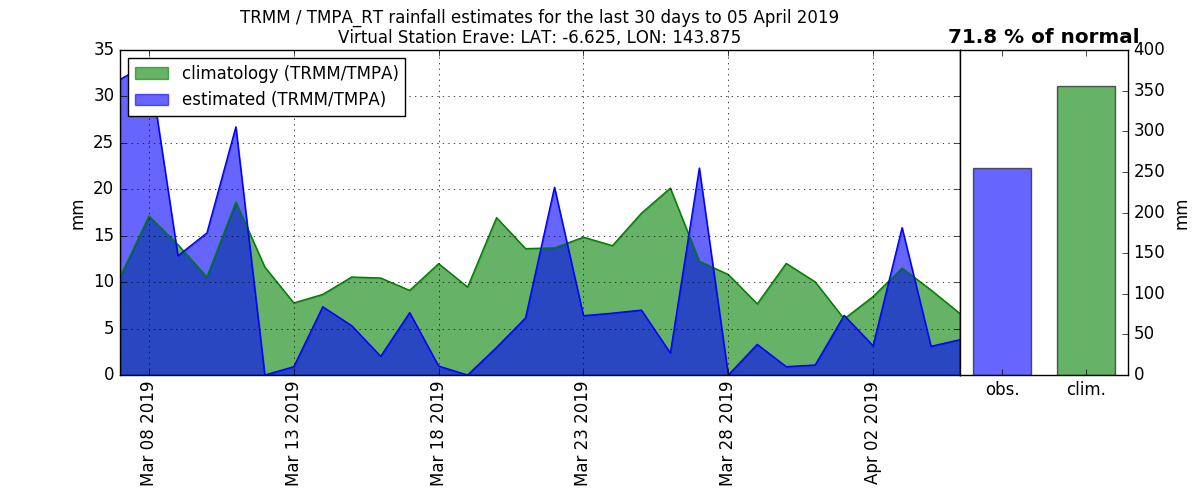 TRMM / TMPA_RT rainfall estimates for the last 30 days to 05 April 2019
Virtual Station Erave: LAT: -6.625, LON: 143.875
71.8 % of normal
climatology (TRMM/TMPA)
estimated (TRMM/TMPA)
35
30
25
20
15
10
5
0
mm
Mar 08 2019
Mar 13 2019
Mar 18 2019
Mar 23 2019
Mar 28 2019
Apr 02 2019
400
350
300
250
200
150
100
50
0
mm
obs.
clim.